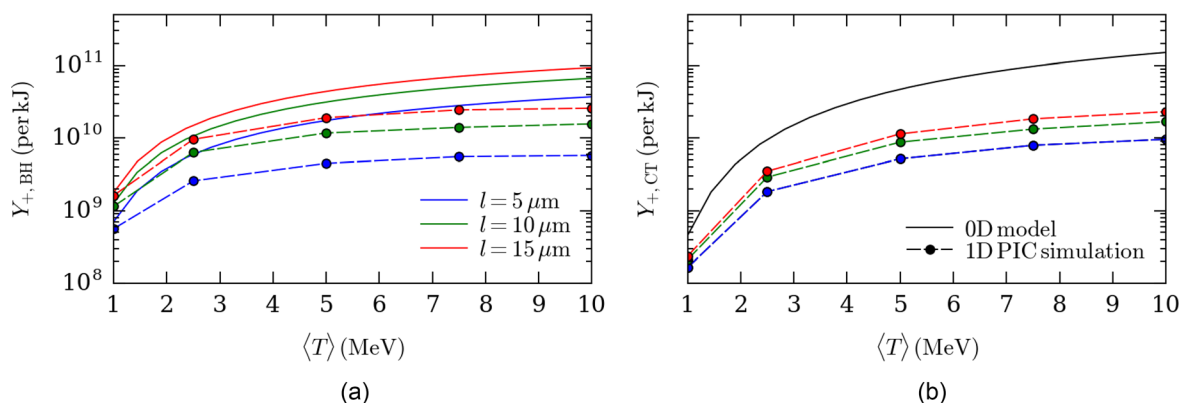 Y+, BH (per kJ)
10^11
10^10
10^9
10^8
l = 5 μm
l = 10 μm
l = 15 μm
1 2 3 4 5 6 7 8 9 10
⟨T⟩ (MeV)
(a)
Y+, CT (per kJ)
0D model
1D PIC simulation
1 2 3 4 5 6 7 8 9 10
⟨T⟩ (MeV)
(b)